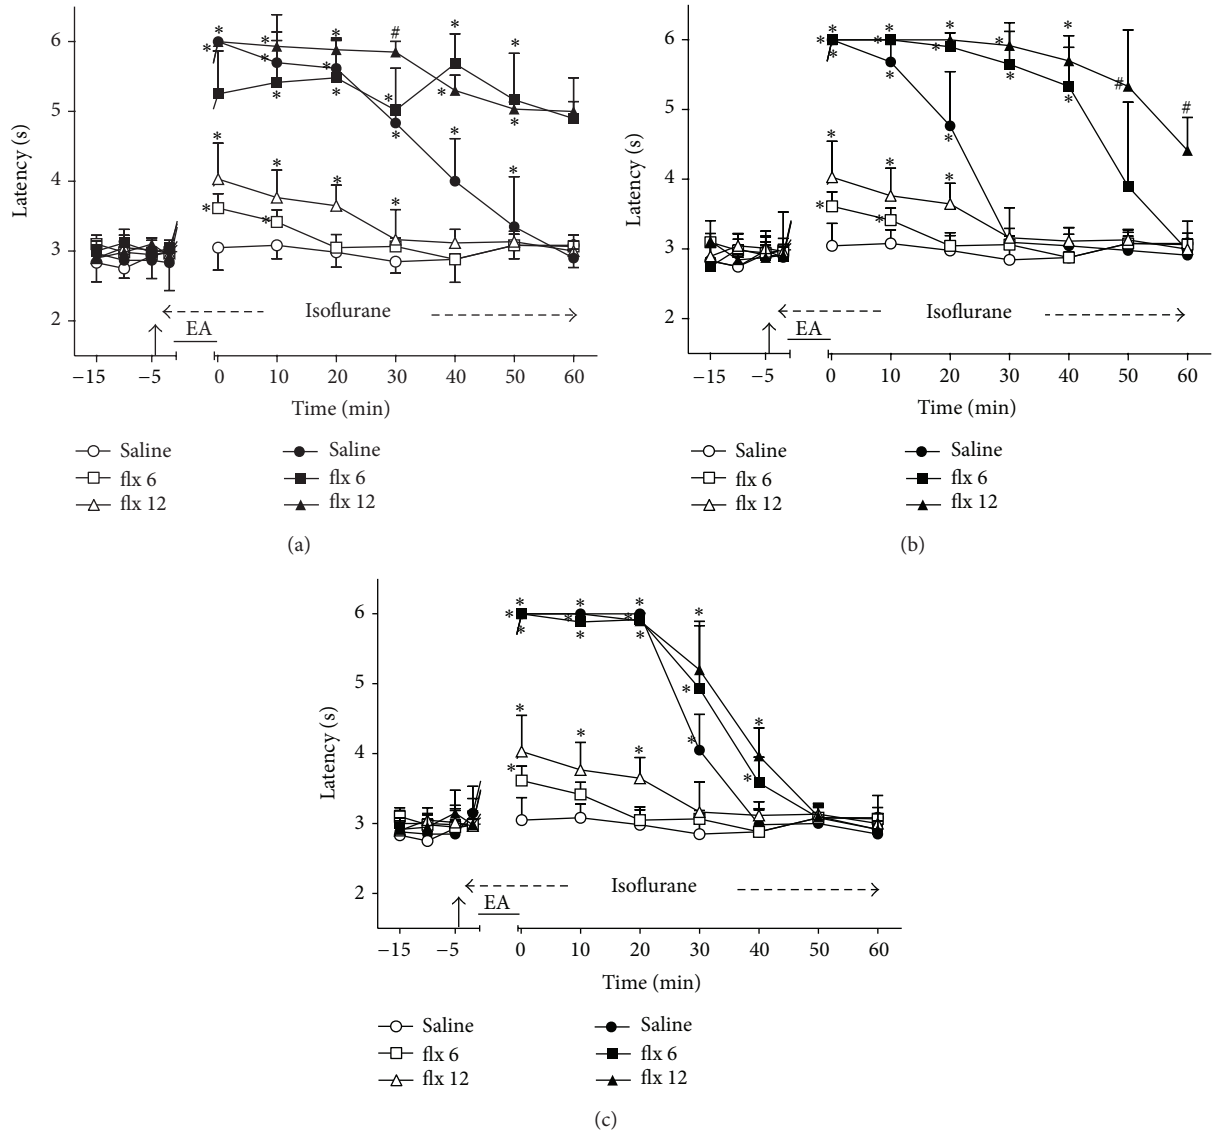 6
5
4
3
2
Latency (s)
* * * * * * # * * * * * * * * * * * * * * * * *
Isoflurane
EA
−15 −5 0 10 20 30 40 50 60
Time (min)
Saline Saline
flx 6 flx 6
flx 12 flx 12
(a)
6
5
4
3
2
Latency (s)
* * * * * * * * * * * * * * # # * * * * *
Isoflurane
EA
−15 −5 0 10 20 30 40 50 60
Time (min)
Saline Saline
flx 6 flx 6
flx 12 flx 12
(b)
6
5
4
3
2
Latency (s)
* * * * * * * * * * * * * * * * * *
Isoflurane
EA
−15 −5 0 10 20 30 40 50 60
Time (min)
Saline Saline
flx 6 flx 6
flx 12 flx 12
(c)